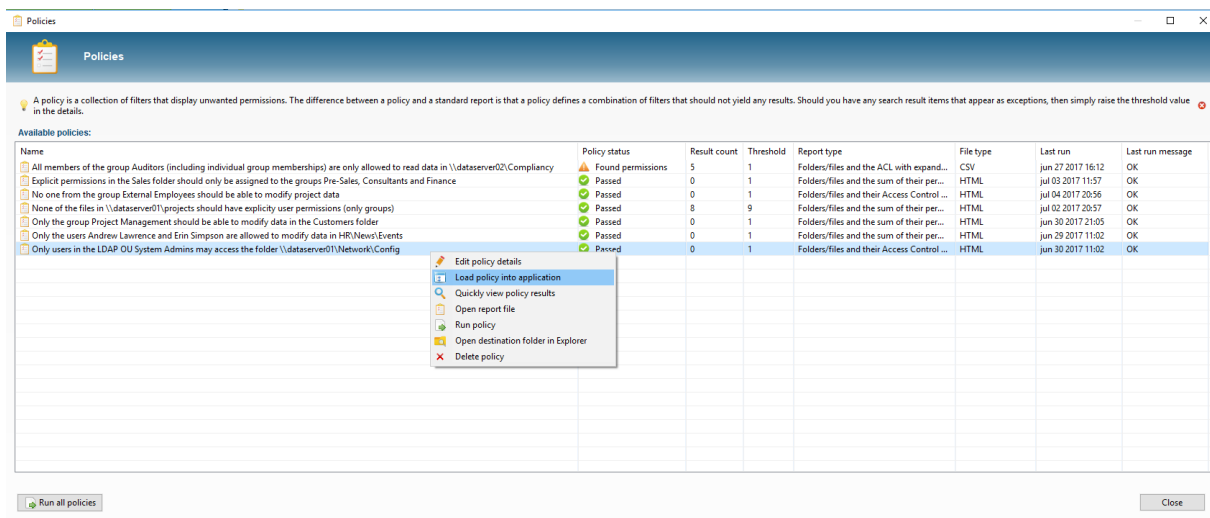 Policies
Policies
A policy is a collection of filters that display unwanted permissions. The difference between a policy and a standard report is that a policy defines a combination of filters that should not yield any results. Should you have any search result items that appear as exceptions, then simply raise the threshold value
in the details.
Available policies:
Name Policy status Result count Threshold Report type File type Last run Last run message
All members of the group Auditors (including individual group memberships) are only allowed to read data in \\dataserver02\Compliancy Found permissions 5 1 Folders/files and the ACL with expand... CSV jun 27 2017 16:12 OK
Explicit permissions in the Sales folder should only be assigned to the groups Pre-Sales, Consultants and Finance Passed 0 1 Folders/files and the sum of their per... HTML jul 03 2017 11:57 OK
No one from the group External Employees should be able to modify project data Passed 0 1 Folders/files and their Access Control ... HTML jul 04 2017 20:56 OK
None of the files in \\dataserver01\projects should have explicity user permissions (only groups) Passed 8 9 Folders/files and the sum of their per... HTML jul 02 2017 20:57 OK
Only the group Project Management should be able to modify data in the Customers folder Passed 0 1 Folders/files and the sum of their per... HTML jun 30 2017 21:05 OK
Only the users Andrew Lawrence and Erin Simpson are allowed to modify data in HR\News\Events Passed 0 1 Folders/files and the sum of their per... HTML jun 29 2017 11:02 OK
Only users in the LDAP OU System Admins may access the folder \\dataserver01\Network\Config Passed 0 1 Folders/files and their Access Control ... HTML jun 30 2017 11:02 OK
Edit policy details
Load policy into application
Quickly view policy results
Open report file
Run policy
Open destination folder in Explorer
Delete policy
Run all policies Close